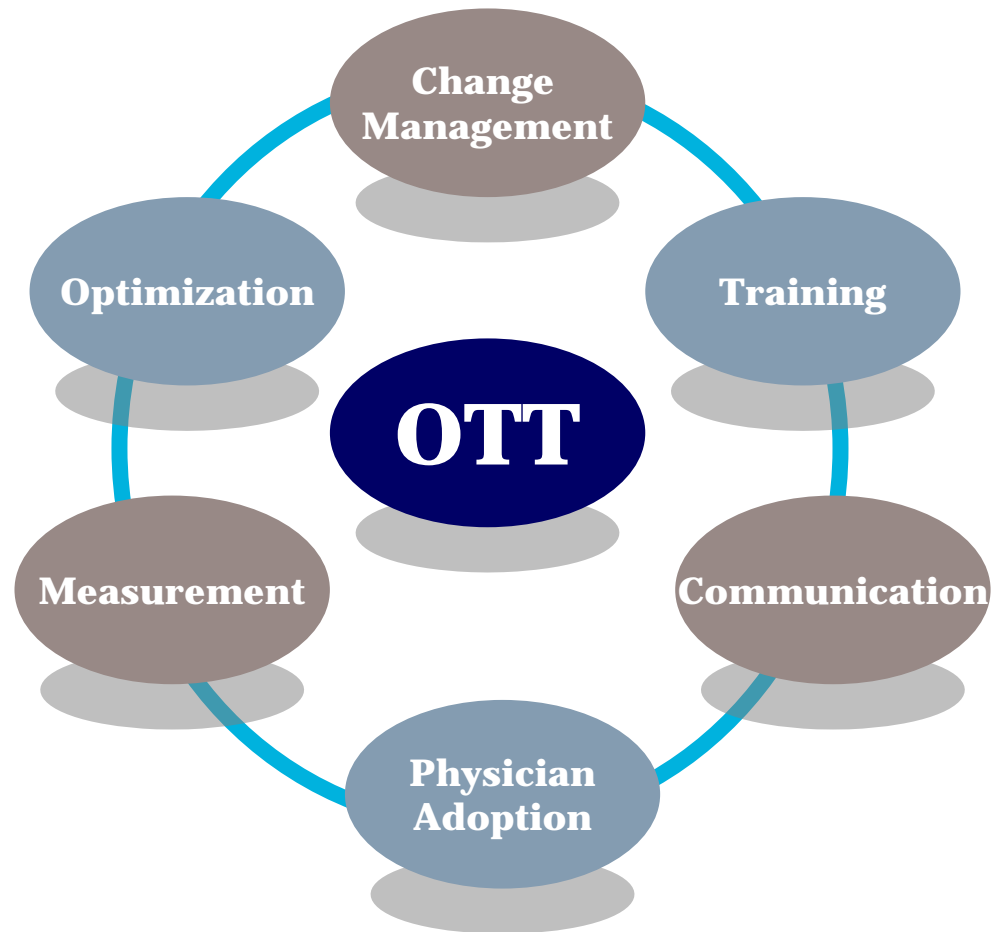 Change
Management
Optimization
Training
OTT
Measurement
Communication
Physician
Adoption